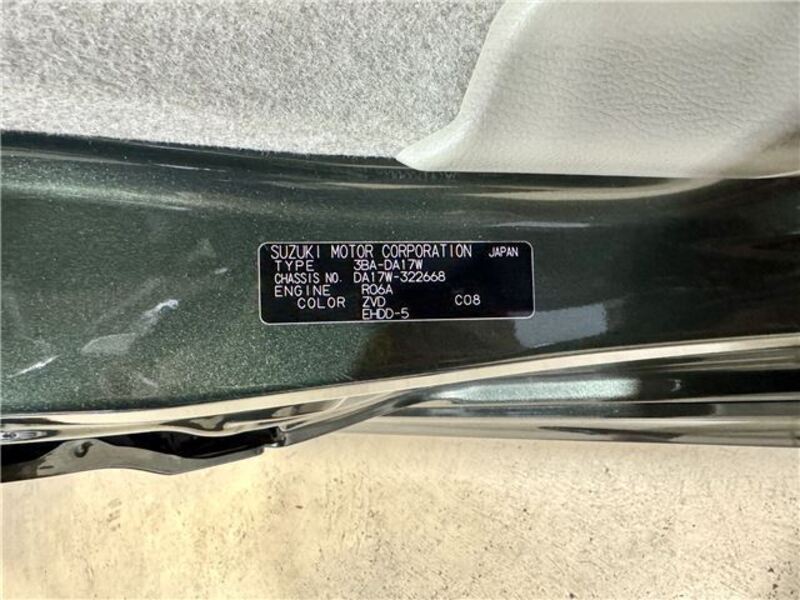 SUZUKI MOTOR CORPORATION JAPAN
TYPE 3BA-DA17W
CHASSIS NO. DA17W-322668
ENGINE R06A
COLOR ZVD C08
EHDD-5